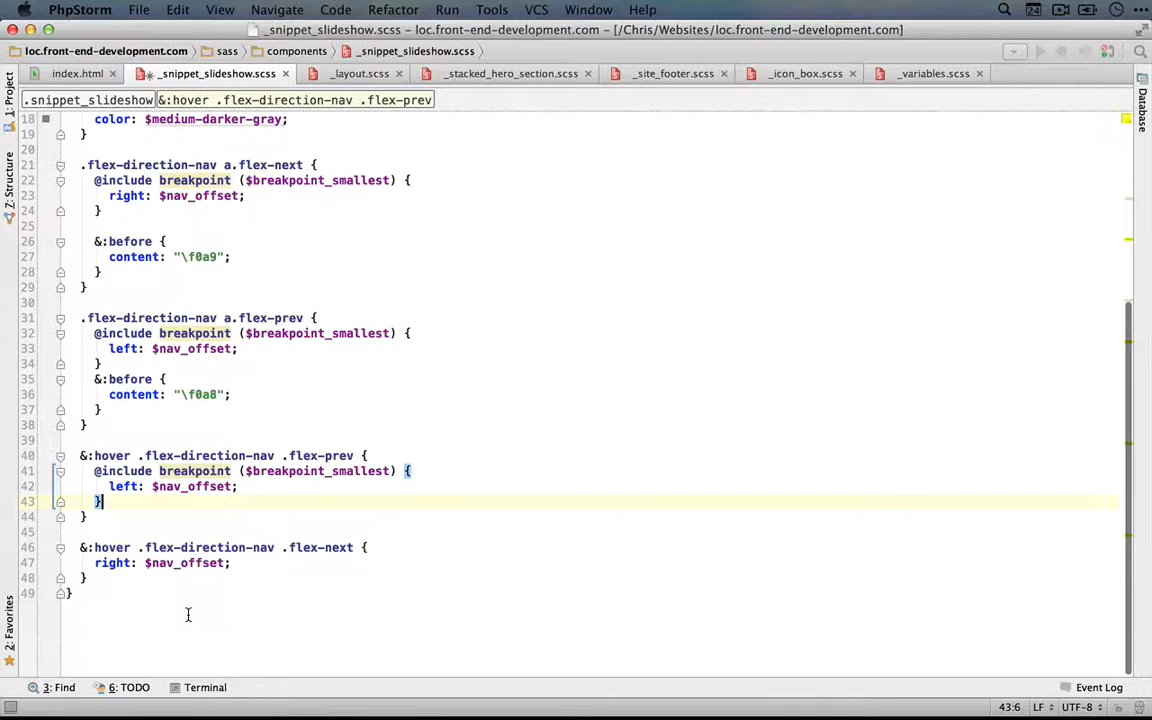 PhpStorm File Edit View Navigate Code Refactor Run Tools VCS Window Help 24
_snippet_slideshow.scss - loc.front-end-development.com - [/Chris/Websites/loc.front-end-development.com]
loc.front-end-development.com sass components _snippet_slideshow.scss
index.html _snippet_slideshow.scss _layout.scss _stacked_hero_section.scss _site_footer.scss _icon_box.scss _variables.scss
.snippet_slideshow &:hover .flex-direction-nav .flex-prev
1: Project
Z: Structure
2: Favorites
Database
18 color: $medium-darker-gray;
19 }
20
21 .flex-direction-nav a.flex-next {
22 @include breakpoint ($breakpoint_smallest) {
23 right: $nav_offset;
24 }
25
26 &:before {
27 content: "\f0a9";
28 }
29 }
30
31 .flex-direction-nav a.flex-prev {
32 @include breakpoint ($breakpoint_smallest) {
33 left: $nav_offset;
34 }
35 &:before {
36 content: "\f0a8";
37 }
38 }
39
40 &:hover .flex-direction-nav .flex-prev {
41 @include breakpoint ($breakpoint_smallest) {
42 left: $nav_offset;
43 }
44 }
45
46 &:hover .flex-direction-nav .flex-next {
47 right: $nav_offset;
48 }
49 }
3: Find 6: TODO Terminal Event Log
43:6 LF UTF-8